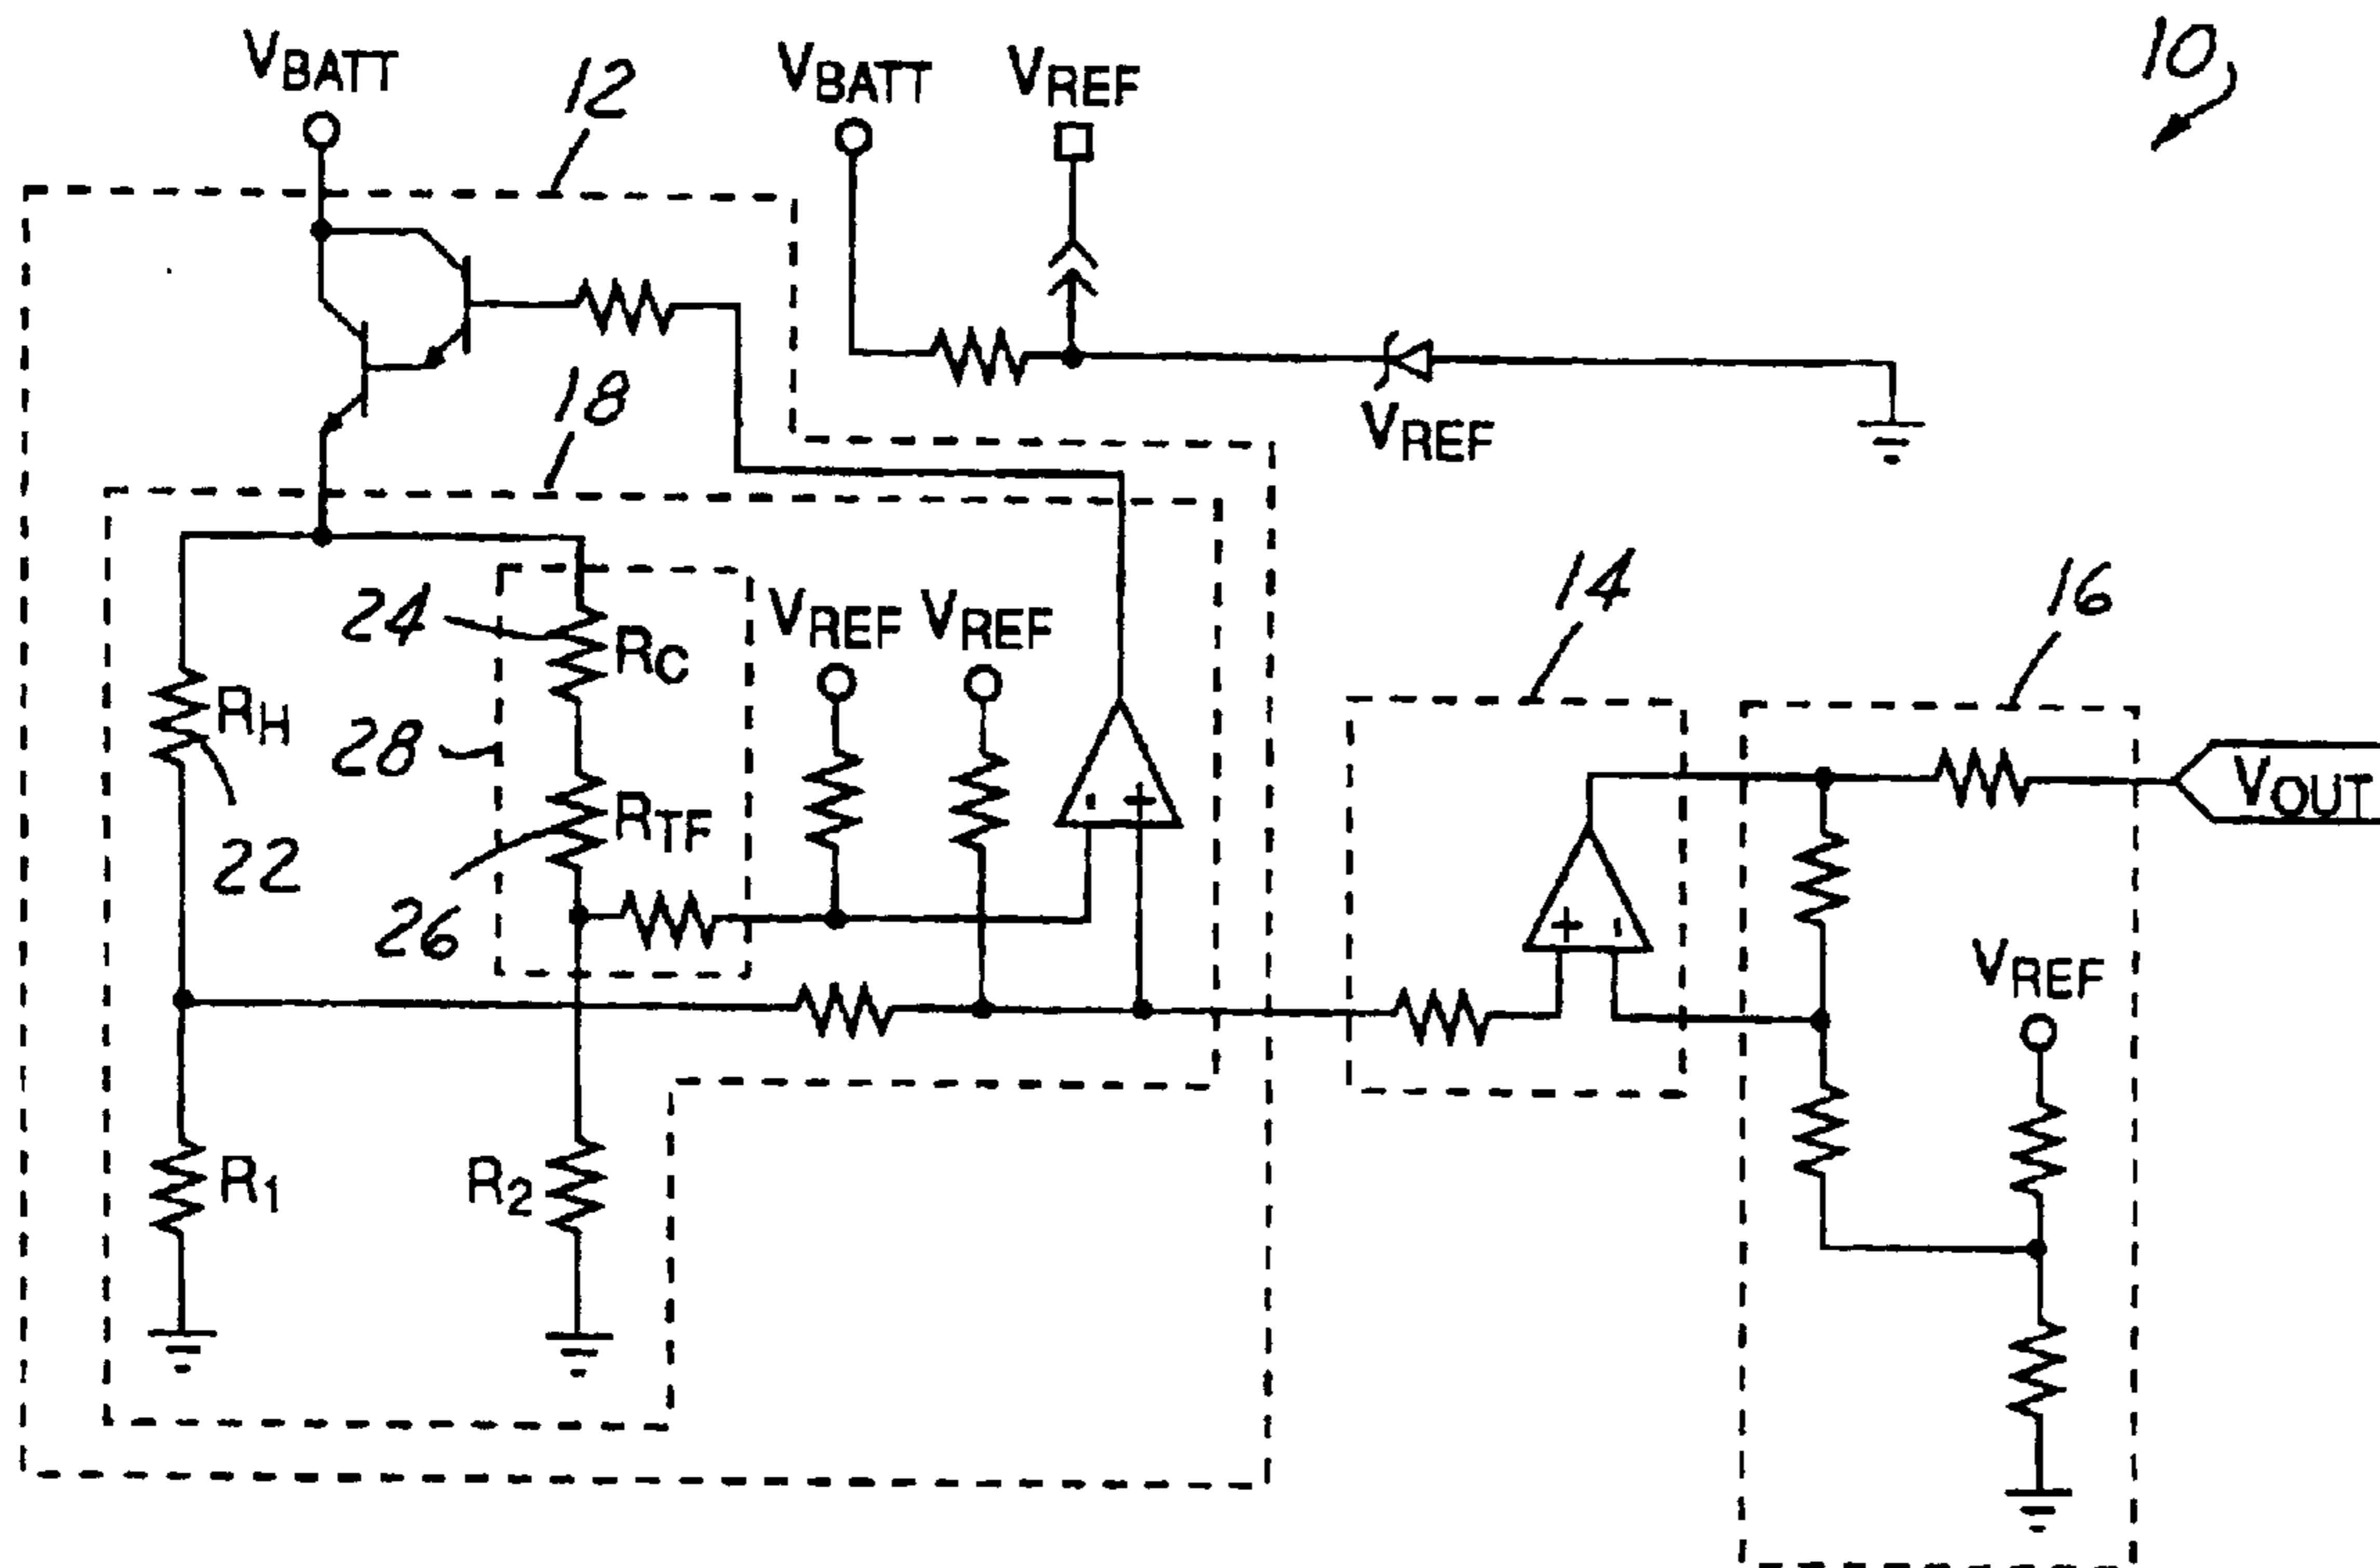 VBATT
12
VBATT
VREF
10
VREF
18
24
RC
VREF
VREF
14
16
RH
28
RTF
VOUT
22
26
- +
+ -
VREF
R1
R2